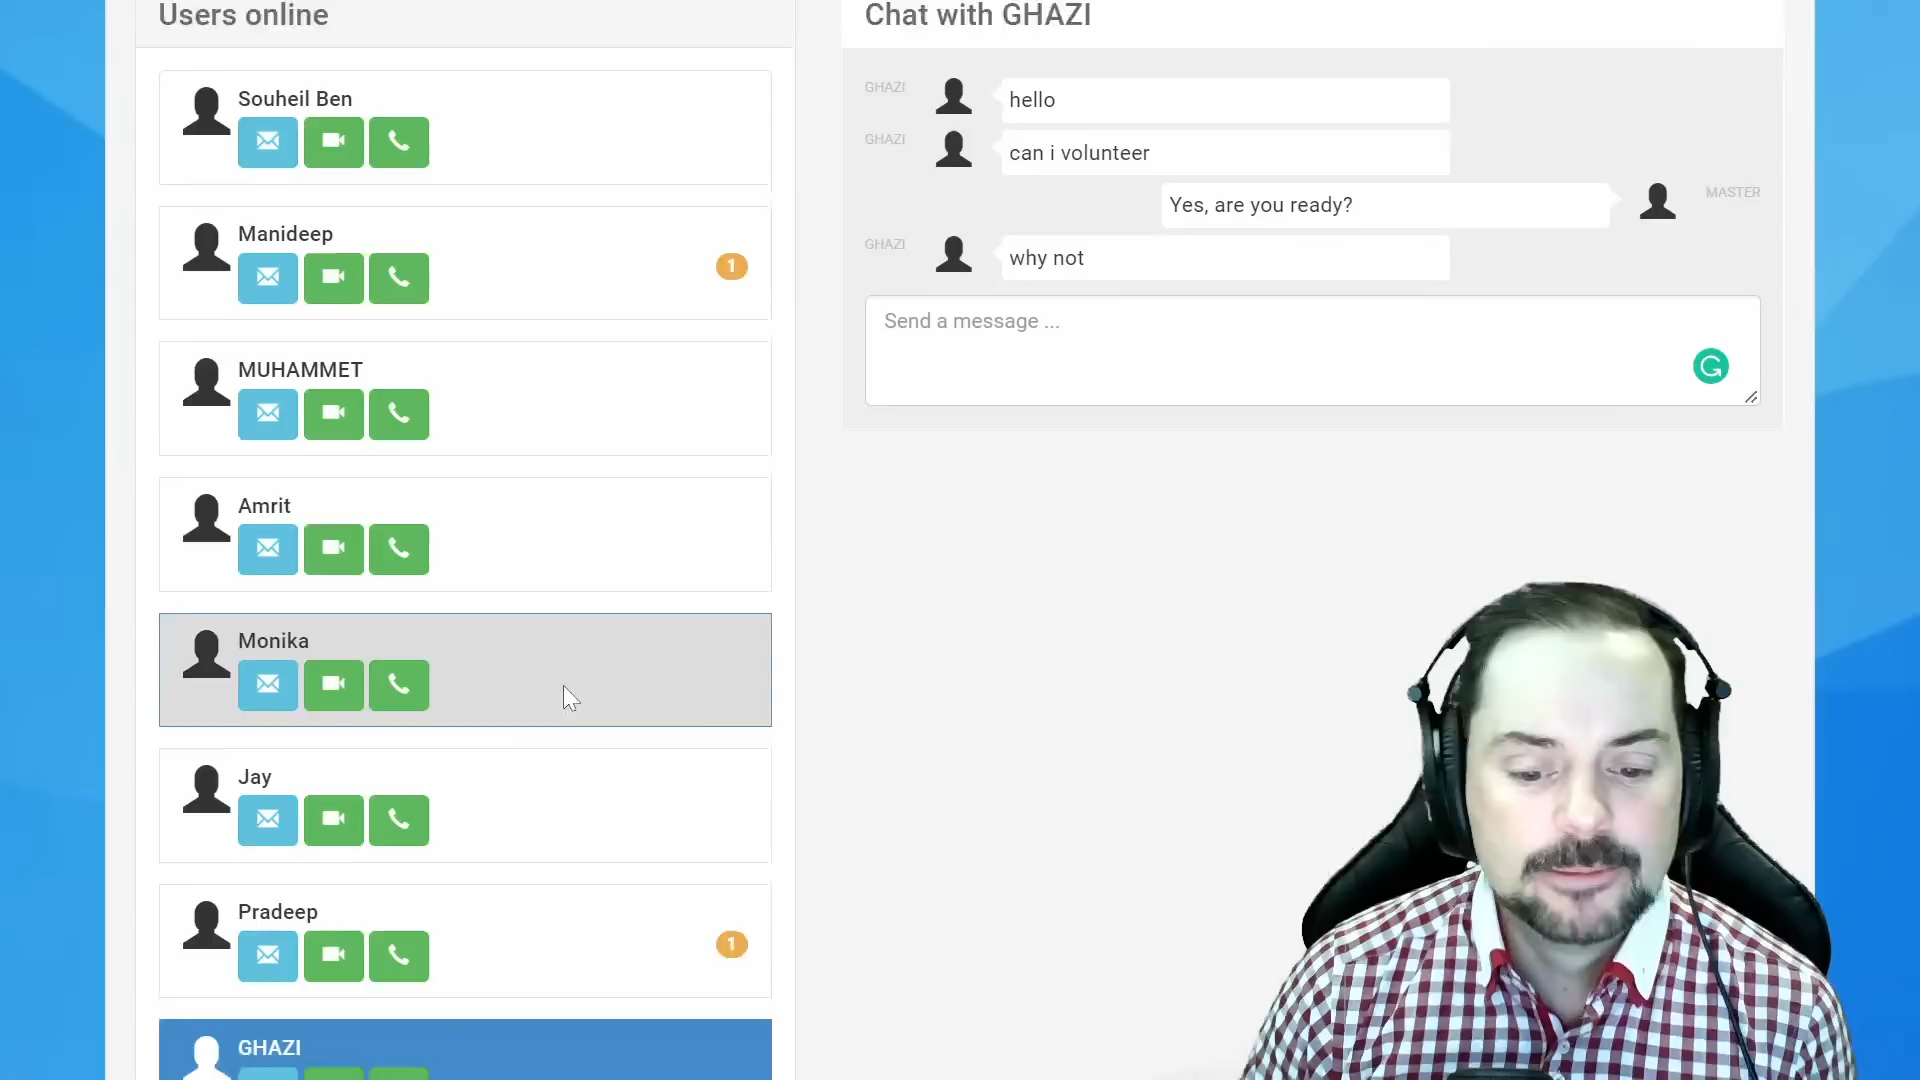 Users online
Souheil Ben
Manideep
1
MUHAMMET
Amrit
Monika
Jay
Pradeep
1
GHAZI
Chat with GHAZI
GHAZI
hello
GHAZI
can i volunteer
Yes, are you ready?
MASTER
GHAZI
why not
Send a message ...